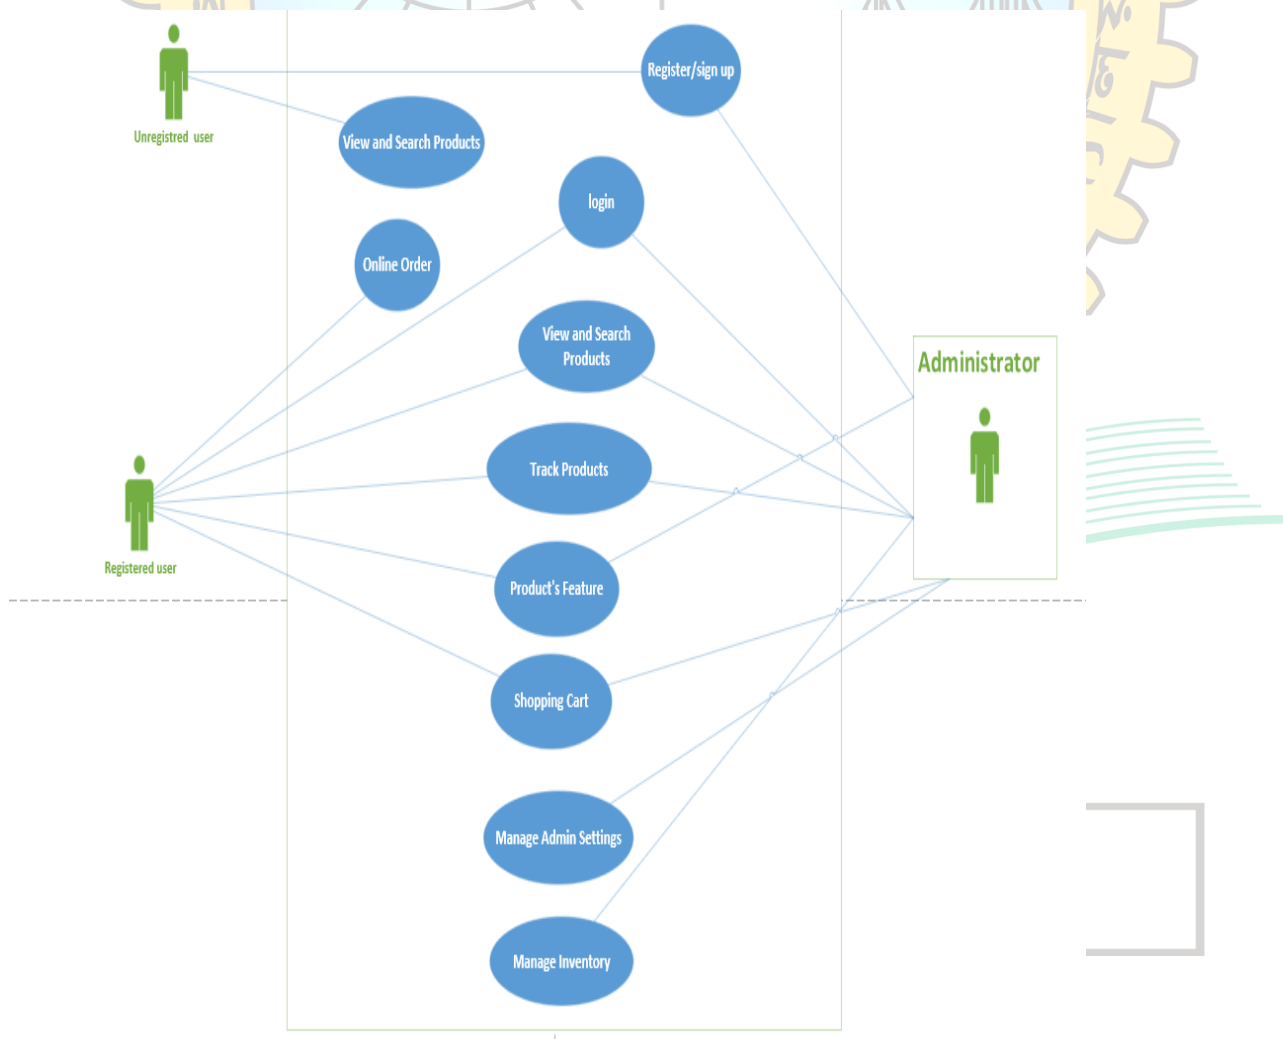 Register/sign up
Unregistred user
View and Search Products
login
Online Order
View and Search
Products
Administrator
Track Products
Registered user
Product's Feature
Shopping Cart
Manage Admin Settings
Manage Inventory